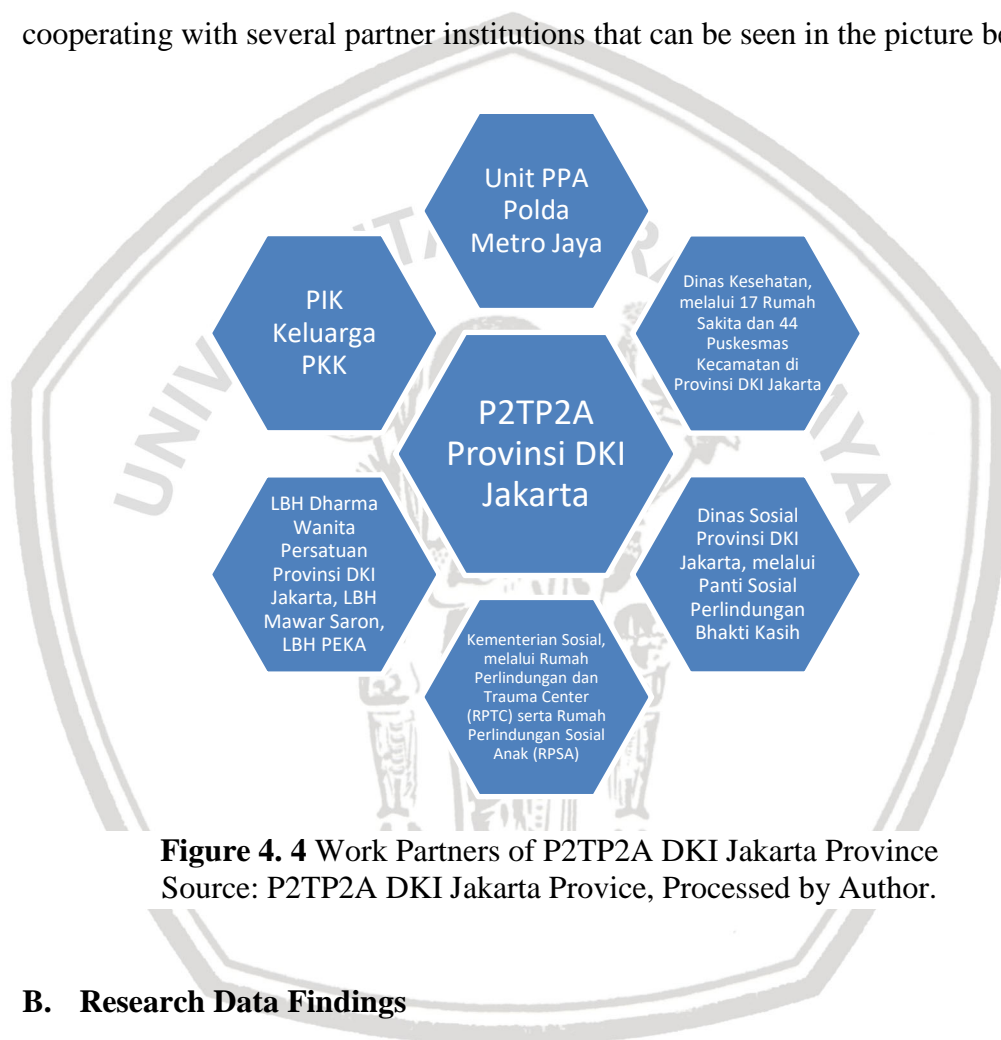 cooperating with several partner institutions that can be seen in the picture
Unit PPA
Polda
Metro Jaya
PIK
Keluarga
PKK
Dinas Kesehatan,
melalui 17 Rumah
Sakita dan 44
Puskesmas
Kecamatan di
Provinsi DKI Jakarta
P2TP2A
Provinsi DKI
Jakarta
LBH Dharma
Wanita
Persatuan
Provinsi DKI
Jakarta, LBH
Mawar Saron,
LBH PEKA
Dinas Sosial
Provinsi DKI
Jakarta, melalui
Panti Sosial
Perlindungan
Bhakti Kasih
Kementerian Sosial,
melalui Rumah
Perlindungan dan
Trauma Center
(RPTC) serta Rumah
Perlindungan Sosial
Anak (RPSA)
Figure 4. 4 Work Partners of P2TP2A DKI Jakarta Province
Source: P2TP2A DKI Jakarta Provice, Processed by Author.
B. Research Data Findings